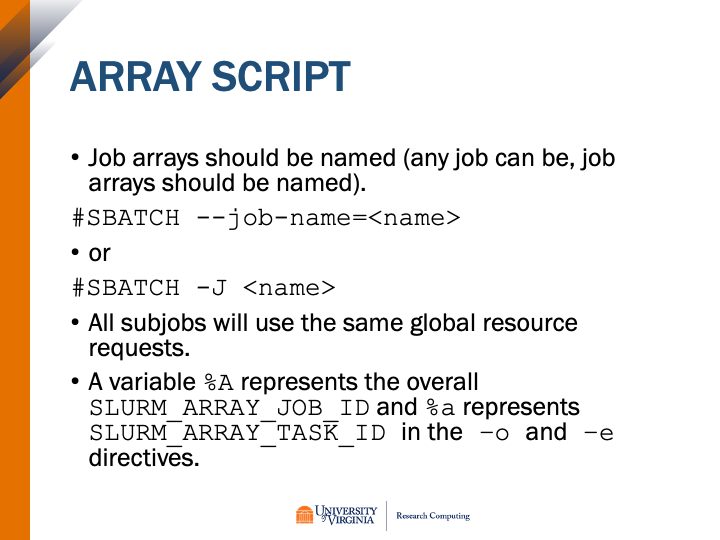 ARRAY SCRIPT
• Job arrays should be named (any job can be, job
arrays should be named).
#SBATCH --job-name=<name>
• or
#SBATCH -J <name>
• All subjobs will use the same global resource
requests.
• A variable %A represents the overall
SLURM_ARRAY_JOB_ID and %a represents
SLURM_ARRAY_TASK_ID in the –o and –e
directives.
UNIVERSITY
of VIRGINIA
Research Computing